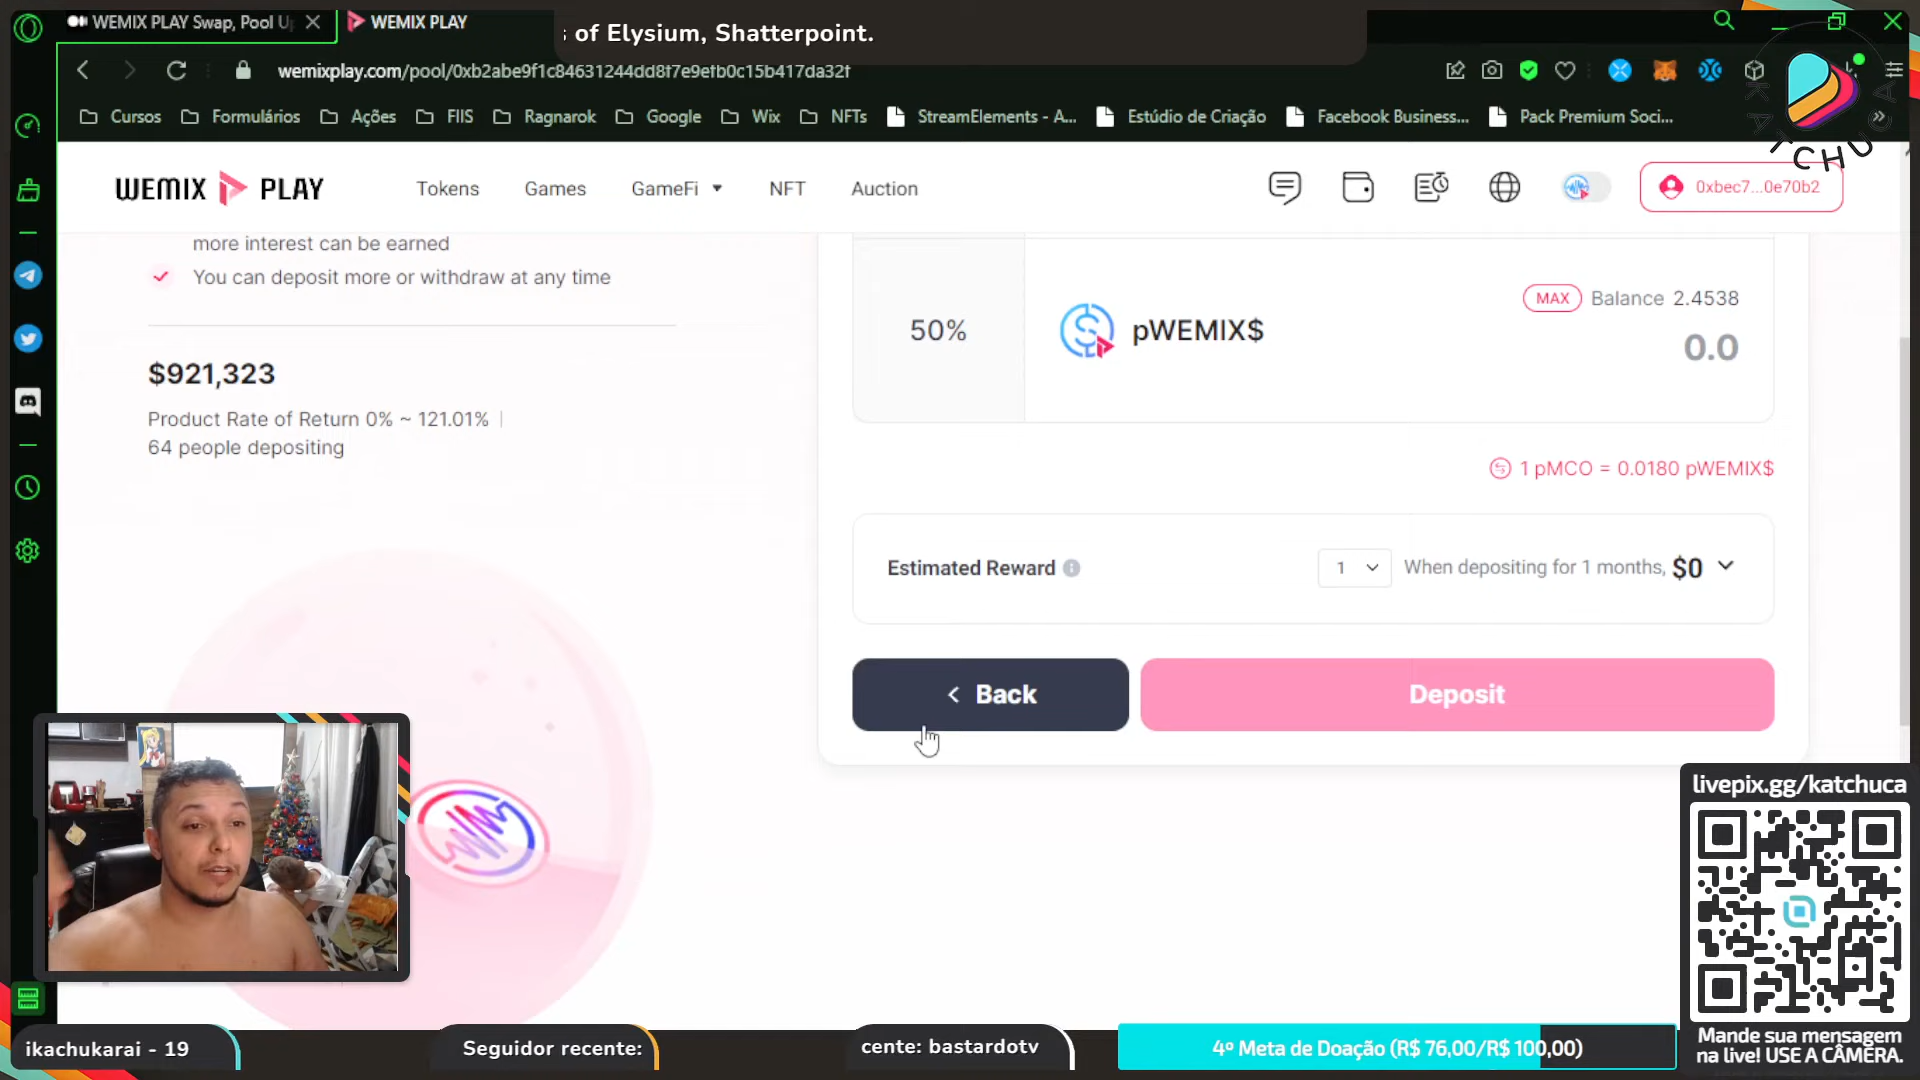 WEMIX PLAY Swap, Pool U
WEMIX PLAY
of Elysium, Shatterpoint.
wemixplay.com/pool/0xb2abe9f1c84631244dd8f7e9efb0c15b417da32f
Cursos
Formulários
Ações
FIIS
Ragnarok
Google
Wix
NFTs
StreamElements - A...
Estúdio de Criação
Facebook Business...
Pack Premium Soci...
KATCHUCA
WEMIX PLAY
Tokens
Games
GameFi
NFT
Auction
0xbec7...0e70b2
more interest can be earned
You can deposit more or withdraw at any time
$921,323
Product Rate of Return 0% ~ 121.01%
64 people depositing
50%
pWEMIX$
MAX Balance 2.4538
0.0
1 pMCO = 0.0180 pWEMIX$
Estimated Reward
1
When depositing for 1 months, $0
< Back
Deposit
livepix.gg/katchuca
Mande sua mensagem
na live! USE A CÂMERA.
ikachukarai - 19
Seguidor recente:
cente: bastardotv
4º Meta de Doação (R$ 76,00/R$ 100,00)